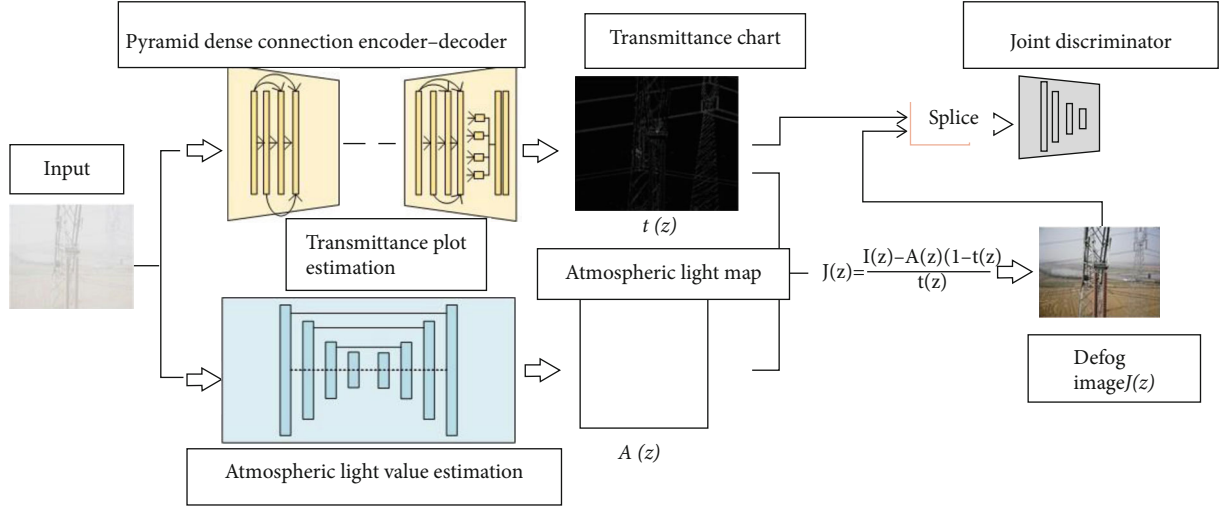 Pyramid dense connection encoder–decoder
Transmittance chart
Joint discriminator
Input
Splice
t (z)
Transmittance plot
estimation
Atmospheric light map
J(z)=
I(z)–A(z)(1–t(z)
t(z)
Defog
imageJ(z)
A (z)
Atmospheric light value estimation